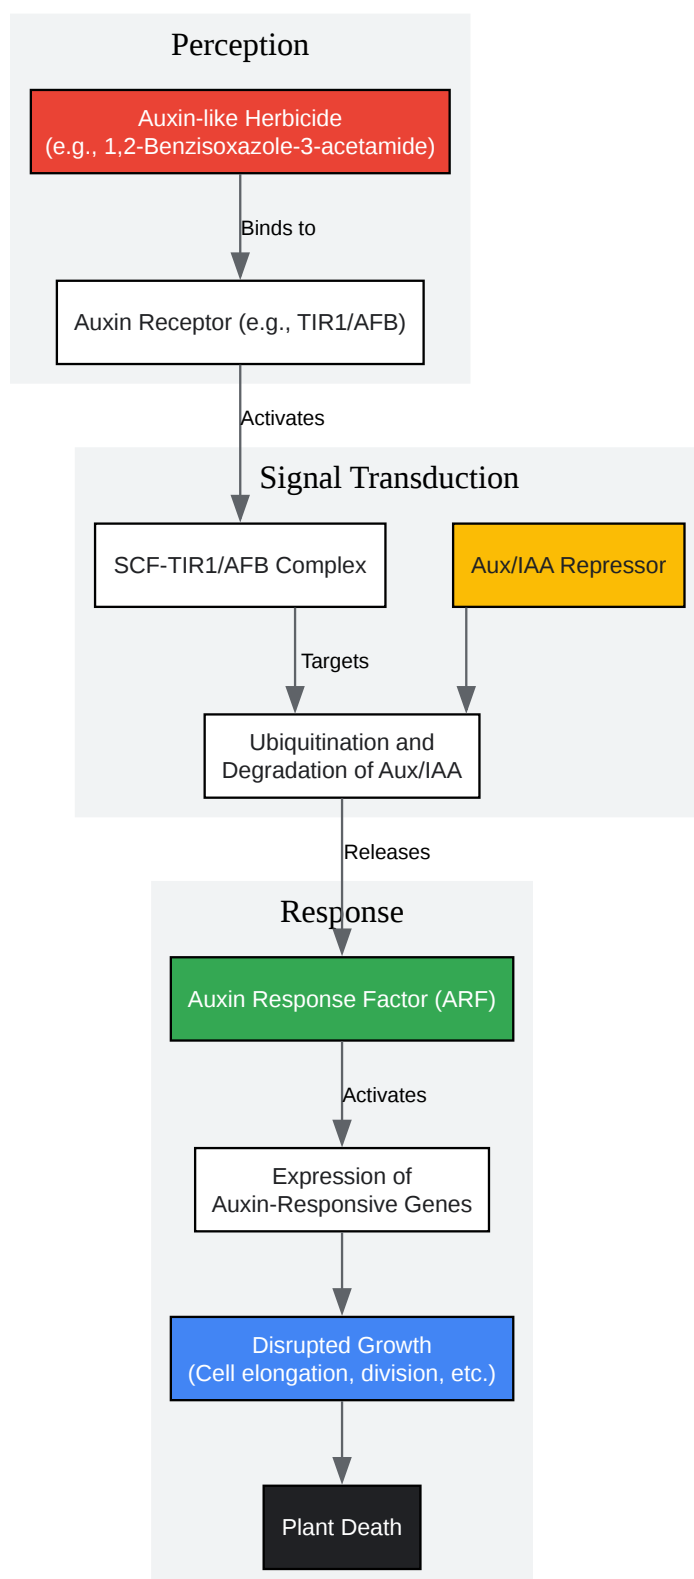 Perception
Auxin-like Herbicide
(e.g., 1,2-Benzisoxazole-3-acetamide)
Binds to
Auxin Receptor (e.g., TIR1/AFB)
Activates
Signal Transduction
SCF-TIR1/AFB Complex
Aux/IAA Repressor
Targets
Ubiquitination and
Degradation of Aux/IAA
Releases
Response
Auxin Response Factor (ARF)
Activates
Expression of
Auxin-Responsive Genes
Disrupted Growth
(Cell elongation, division, etc.)
Plant Death